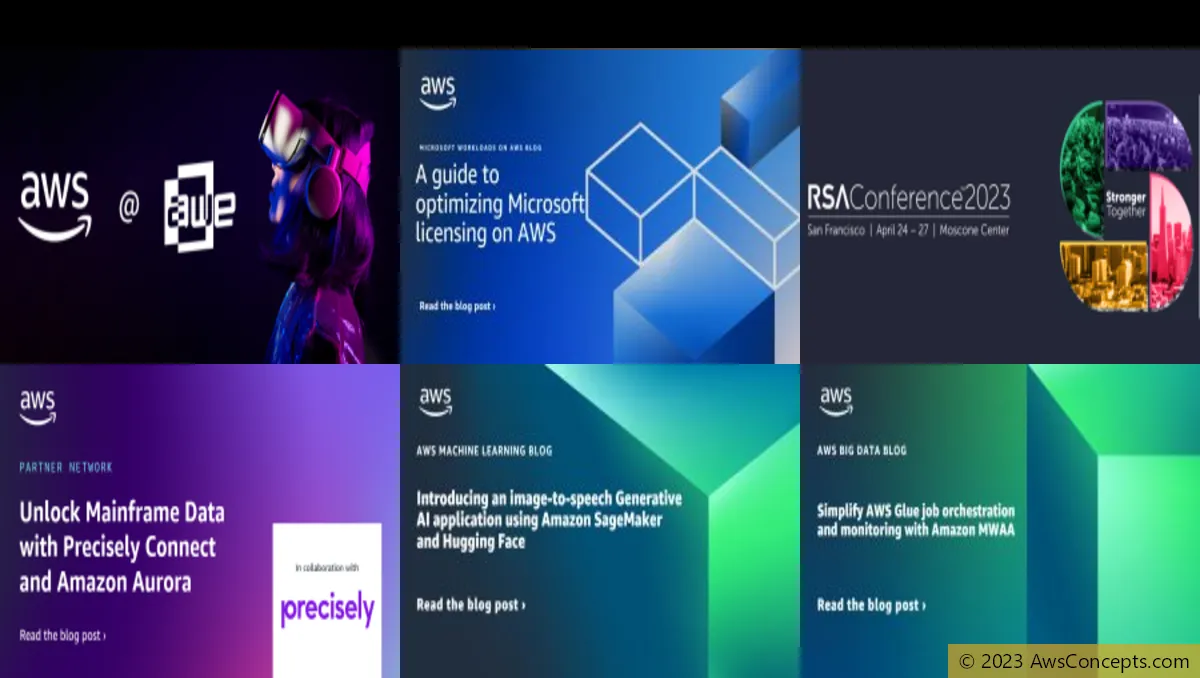 aws
@
awe
aws
MICROSOFT WORKLOADS ON AWS BLOG
A guide to
optimizing Microsoft
licensing on AWS
Read the blog post ›
RSAConference™2023
San Francisco | April 24 – 27 | Moscone Center
Stronger
Together
aws
PARTNER NETWORK
Unlock Mainframe Data
with Precisely Connect
and Amazon Aurora
Read the blog post ›
In collaboration with
precisely
aws
AWS MACHINE LEARNING BLOG
Introducing an image-to-speech Generative
AI application using Amazon SageMaker
and Hugging Face
Read the blog post ›
aws
AWS BIG DATA BLOG
Simplify AWS Glue job orchestration
and monitoring with Amazon MWAA
Read the blog post ›
© 2023 AwsConcepts.com